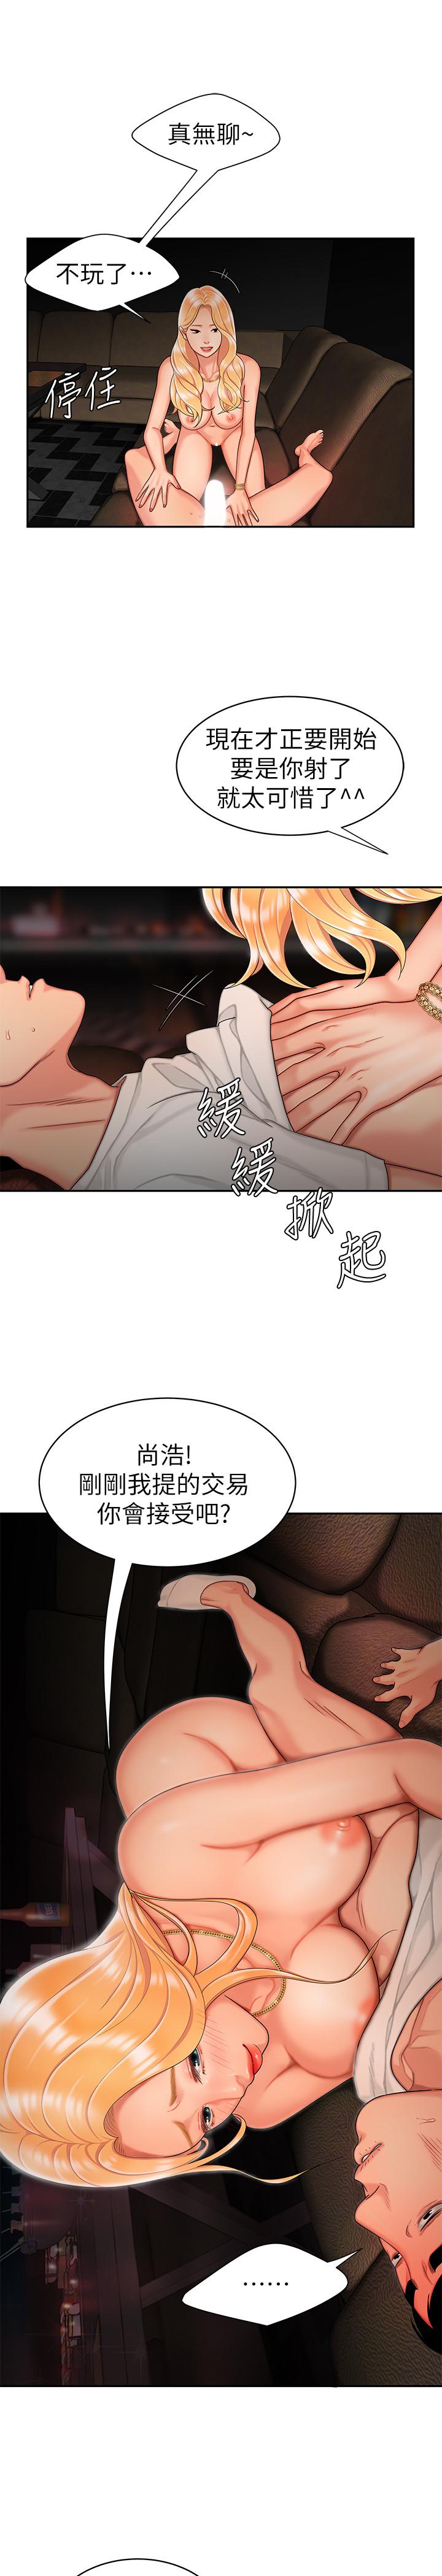 真無聊~
不玩了⋯
停住
現在才正要開始
要是你射了
就太可惜了^^
緩緩掀起
尚浩!
剛剛我提的交易
你會接受吧?
⋯⋯